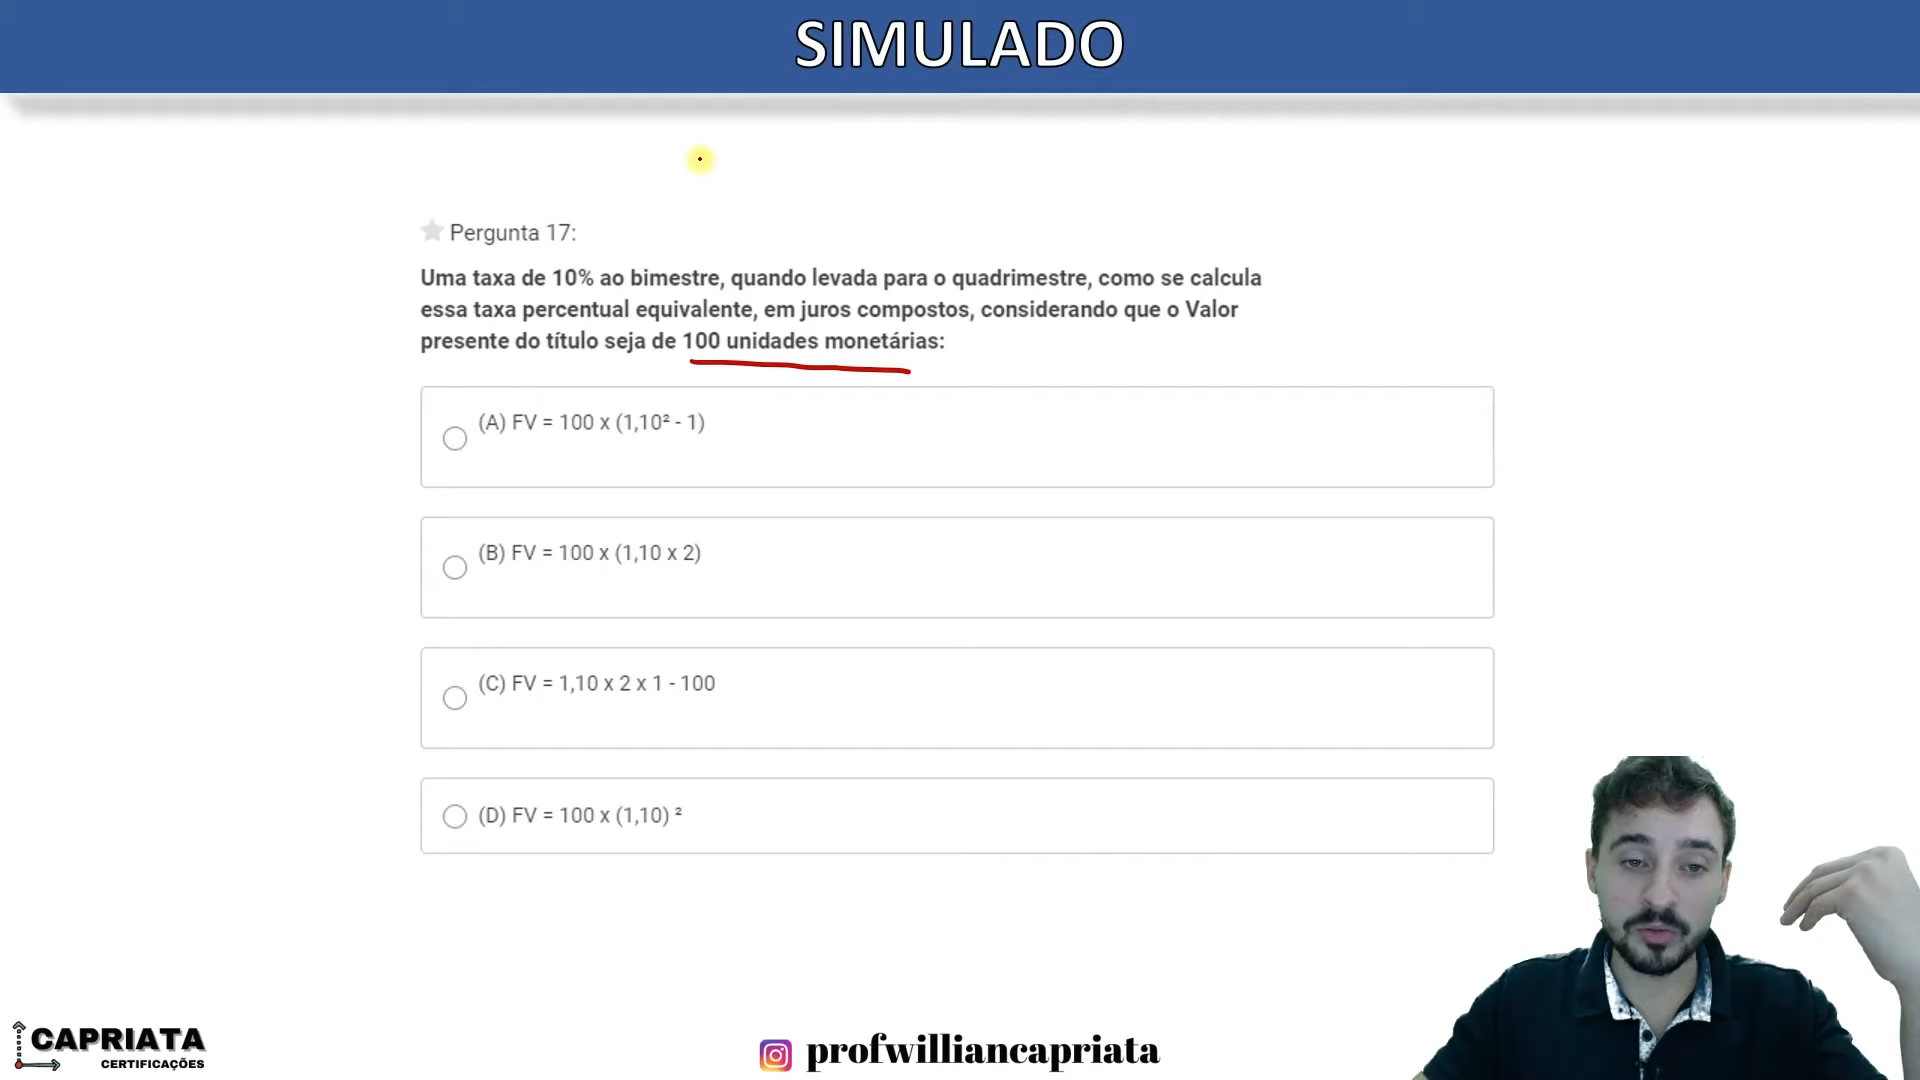 SIMULADO
Pergunta 17:
Uma taxa de 10% ao bimestre, quando levada para o quadrimestre, como se calcula
essa taxa percentual equivalente, em juros compostos, considerando que o Valor
presente do título seja de 100 unidades monetárias:
(A) FV = 100 x (1,10² - 1)
(B) FV = 100 x (1,10 x 2)
(C) FV = 1,10 x 2 x 1 - 100
(D) FV = 100 x (1,10) ²
CAPRIATA
CERTIFICAÇÕES
profwilliancapriata